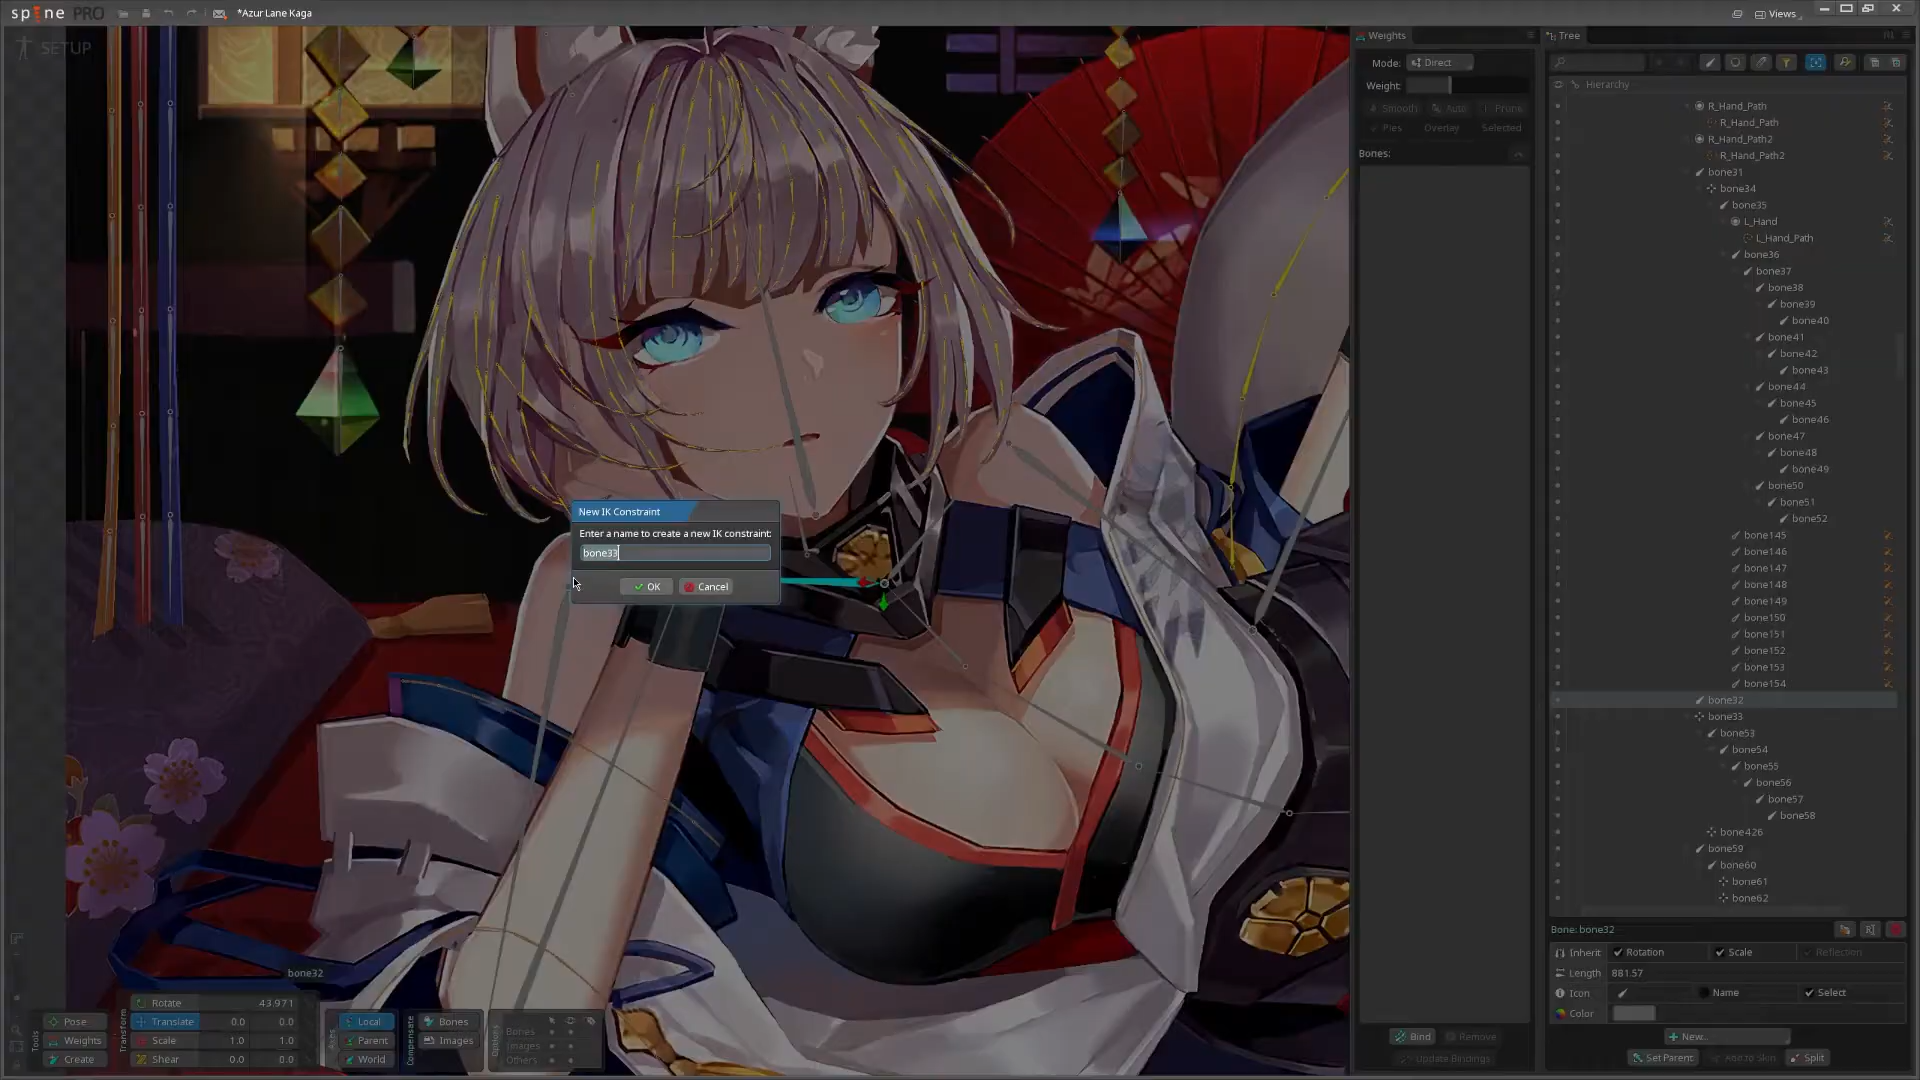 spine PRO
*Azur Lane Kaga
Views
SETUP
Weights
Mode: Direct
Weight:
Smooth Auto Prune
Pies Overlay Selected
Bones:
Bind Remove
Update Bindings
Tree
Hierarchy
R_Hand_Path
R_Hand_Path
R_Hand_Path2
R_Hand_Path2
bone31
bone34
bone35
L_Hand
L_Hand_Path
bone36
bone37
bone38
bone39
bone40
bone41
bone42
bone43
bone44
bone45
bone46
bone47
bone48
bone49
bone50
bone51
bone52
bone145
bone146
bone147
bone148
bone149
bone150
bone151
bone152
bone153
bone154
bone32
bone33
bone53
bone54
bone55
bone56
bone57
bone58
bone426
bone59
bone60
bone61
bone62
Bone: bone32
Inherit Rotation Scale Reflection
Length 881.57
Icon Name Select
Color
New...
Set Parent Add to Skin Split
New IK Constraint
Enter a name to create a new IK constraint:
bone33
OK Cancel
bone32
Tools
Pose
Weights
Create
Transform
Rotate 43.971
Translate 0.0 0.0
Scale 1.0 1.0
Shear 0.0 0.0
Axes
Local
Parent
World
Compensate
Bones
Images
Options
Bones
Images
Others